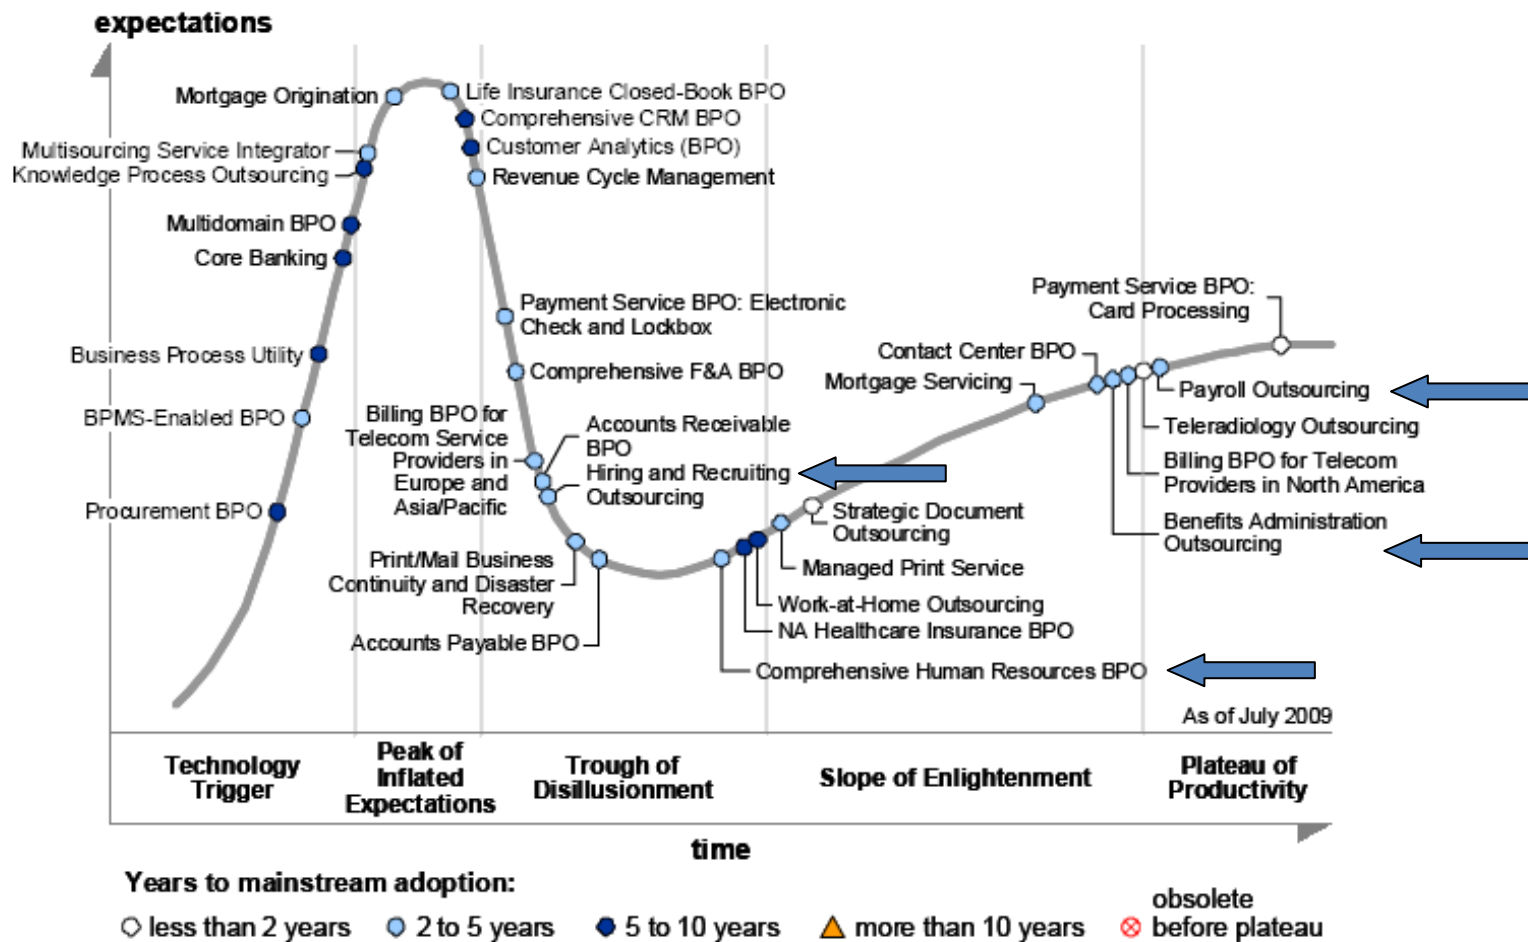 expectations
Mortgage Origination
Life Insurance Closed-Book BPO
Comprehensive CRM BPO
Multisourcing Service Integrator
Customer Analytics (BPO)
Knowledge Process Outsourcing
Revenue Cycle Management
Multidomain BPO
Core Banking
Payment Service BPO:
Card Processing
Payment Service BPO: Electronic
Check and Lockbox
Business Process Utility
Contact Center BPO
Comprehensive F&A BPO
Mortgage Servicing
Payroll Outsourcing
BPMS-Enabled BPO
Billing BPO for
Telecom Service
Providers in
Europe and
Asia/Pacific
Accounts Receivable
BPO
Hiring and Recruiting
Outsourcing
Teleradiology Outsourcing
Billing BPO for Telecom
Providers in North America
Procurement BPO
Strategic Document
Outsourcing
Benefits Administration
Outsourcing
Print/Mail Business
Continuity and Disaster
Recovery
Managed Print Service
Work-at-Home Outsourcing
NA Healthcare Insurance BPO
Accounts Payable BPO
Comprehensive Human Resources BPO
As of July 2009
Technology
Trigger
Peak of
Inflated
Expectations
Trough of
Disillusionment
Slope of Enlightenment
Plateau of
Productivity
time
Years to mainstream adoption:
less than 2 years
2 to 5 years
5 to 10 years
more than 10 years
obsolete
before plateau